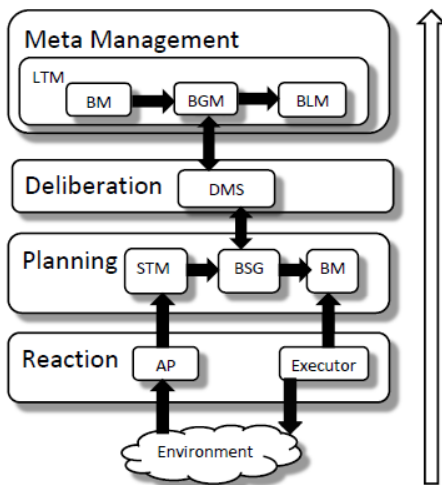 Meta Management
LTM
BM
BGM
BLM
Deliberation
DMS
Planning
STM
BSG
BM
Reaction
AP
Executor
Environment